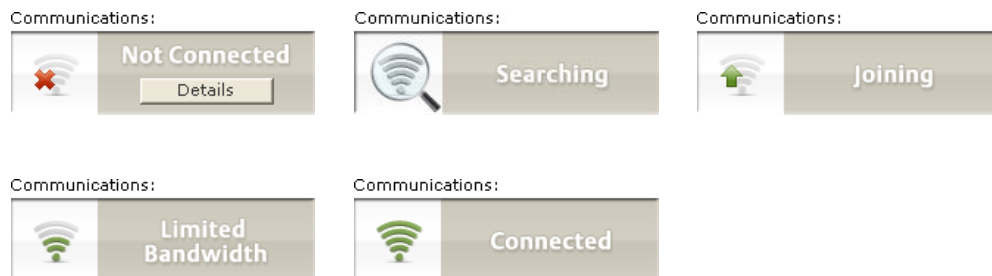 Communications:
Not Connected
Details
Communications:
Searching
Communications:
Joining
Communications:
Limited
Bandwidth
Communications:
Connected